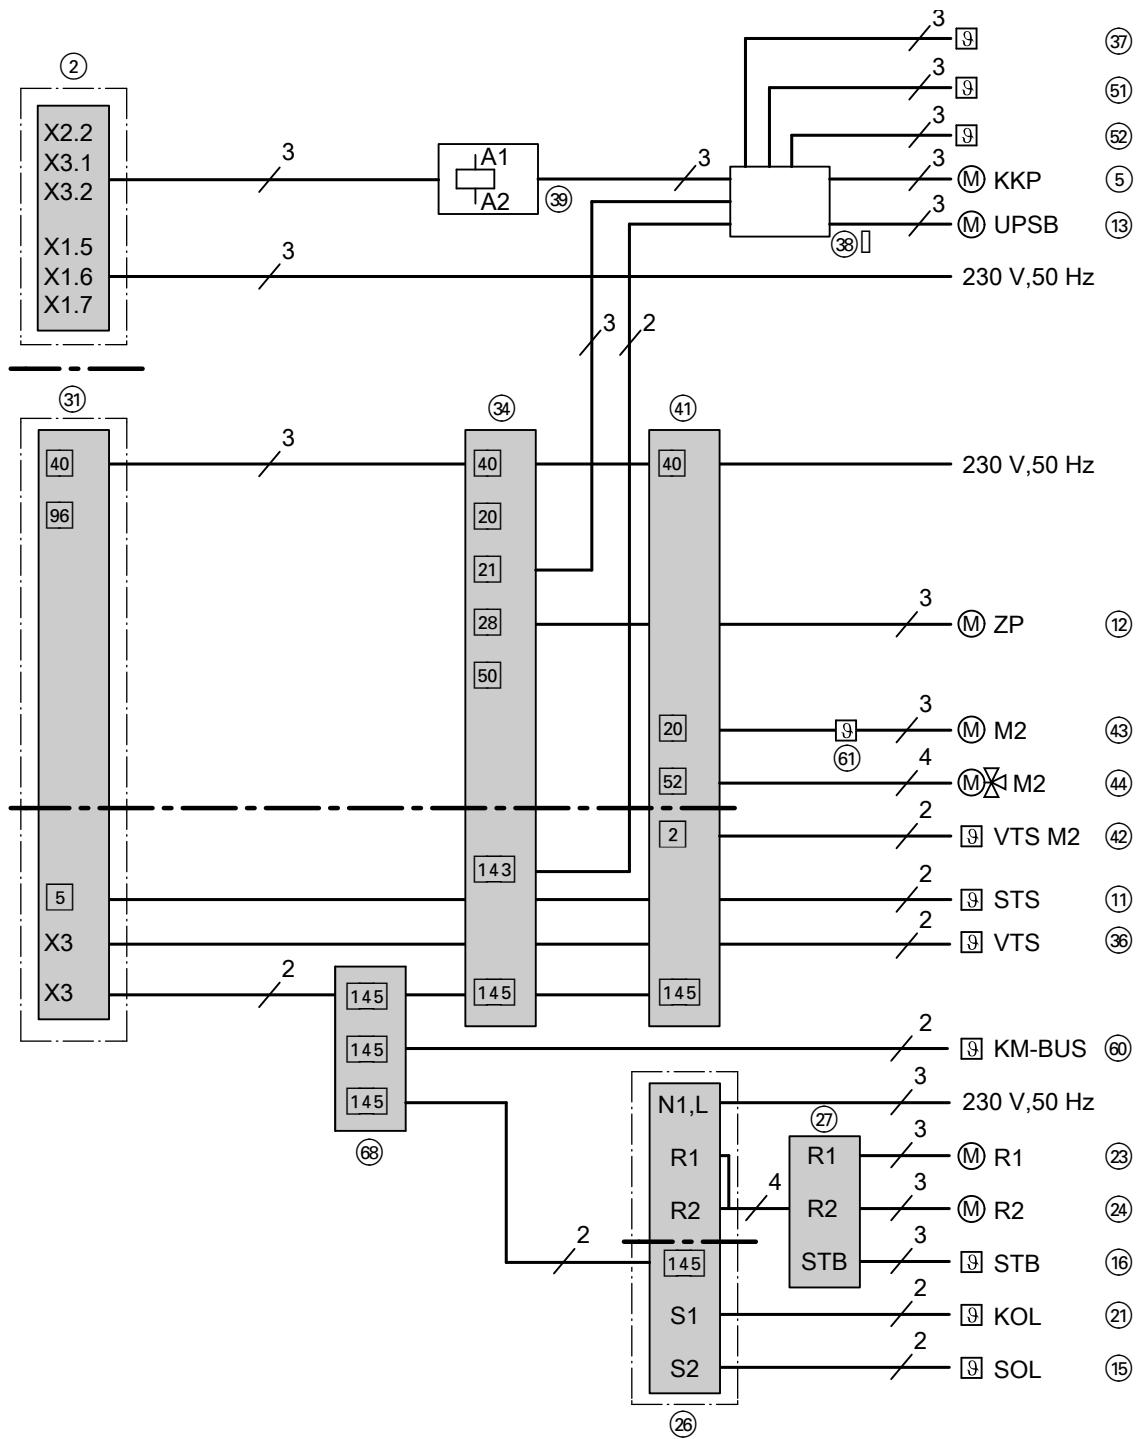 3 ϑ 37
2
3 ϑ 51
X2.2
3 ϑ 52
X3.1 3 A1 3 3 M KKP 5
X3.2 A2 39
3 M UPSB 13
38
X1.5
X1.6 3 230 V,50 Hz
X1.7
3 2
31 34 41
40 3 40 40 230 V,50 Hz
96 20
21
28 3 M ZP 12
50
20 ϑ 3 M M2 43
61
52 4 M M2 44
2 2 ϑ VTS M2 42
143
5 2 ϑ STS 11
X3 2 ϑ VTS 36
X3 2 145 145 145
145 2 ϑ KM-BUS 60
145 N1,L 3 230 V,50 Hz
68 27
R1 R1 3 M R1 23
R2 4 R2 3 M R2 24
2 145 STB 3 ϑ STB 16
S1 2 ϑ KOL 21
S2 2 ϑ SOL 15
26